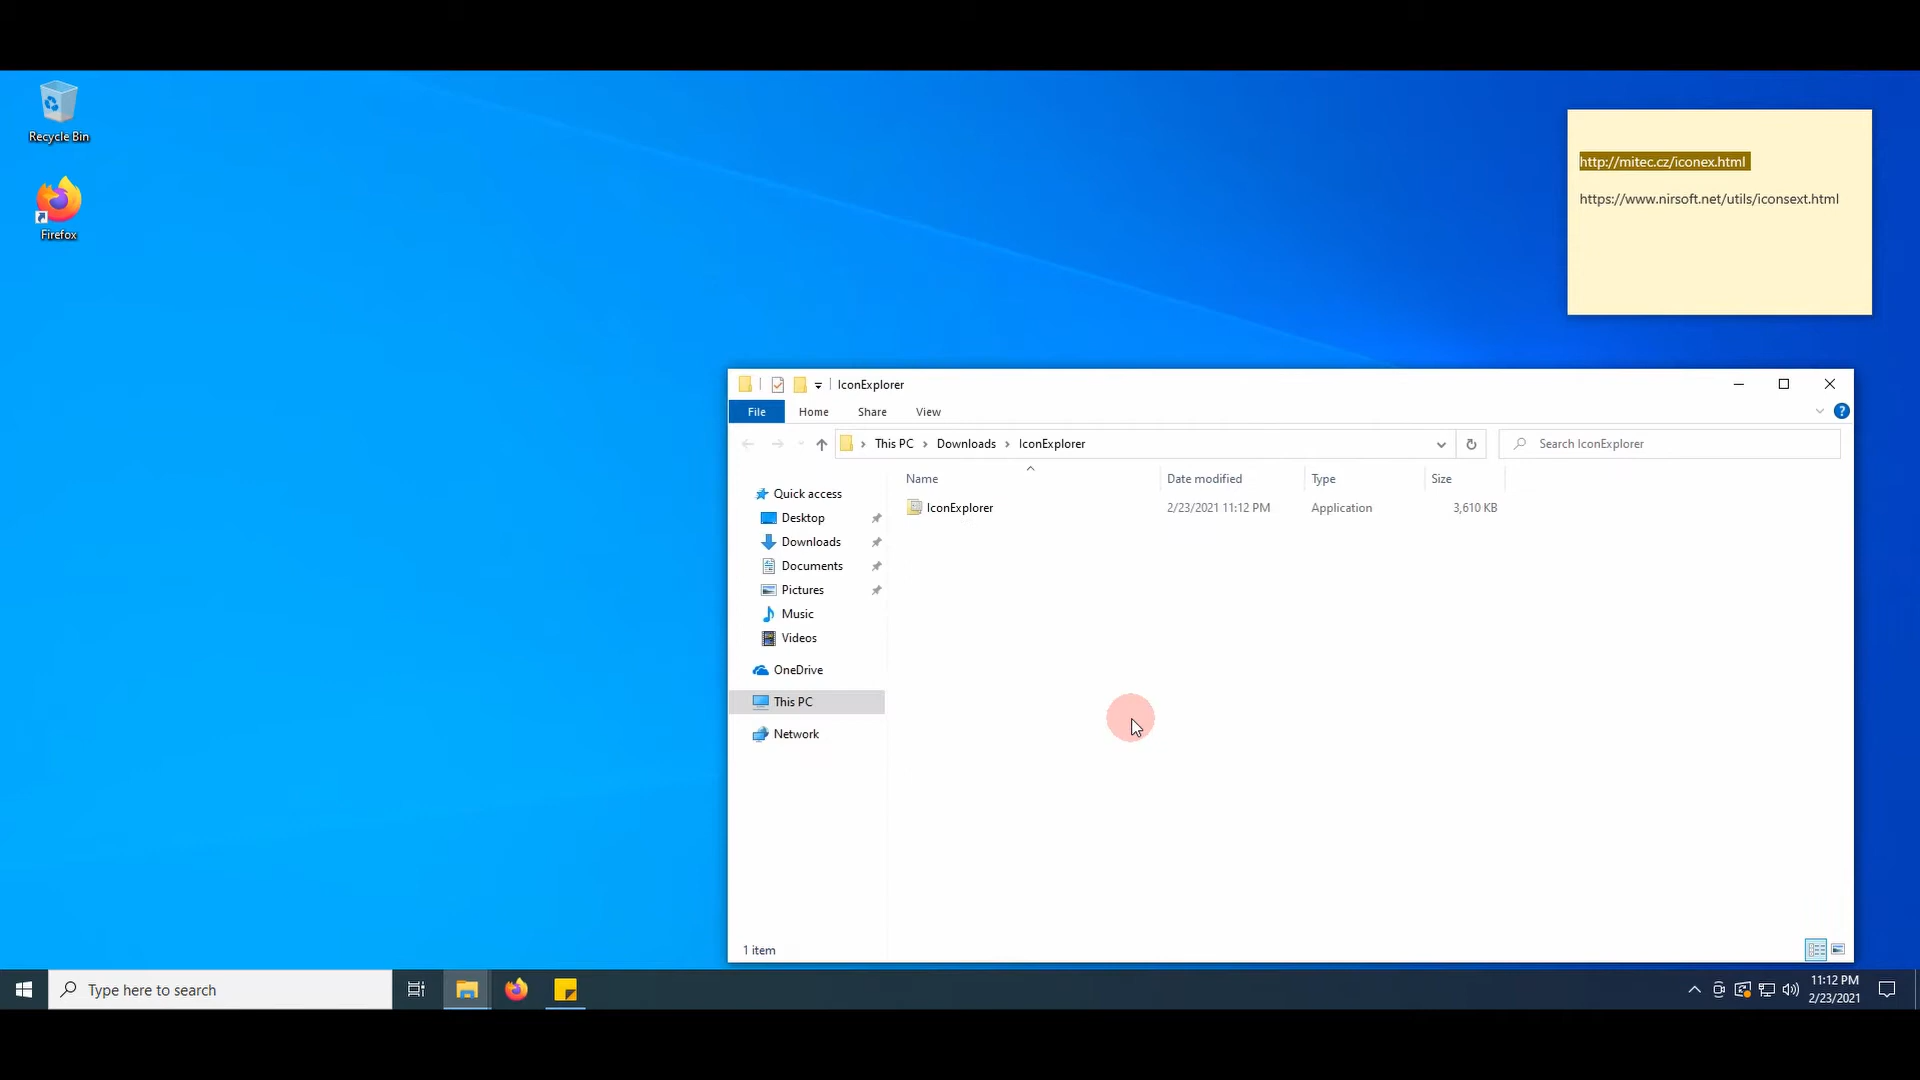 Recycle Bin
Firefox
http://mitec.cz/iconex.html
https://www.nirsoft.net/utils/iconsext.html
IconExplorer
File Home Share View
This PC Downloads IconExplorer
Search IconExplorer
Name Date modified Type Size
IconExplorer 2/23/2021 11:12 PM Application 3,610 KB
Quick access
Desktop
Downloads
Documents
Pictures
Music
Videos
OneDrive
This PC
Network
1 item
Type here to search
11:12 PM
2/23/2021